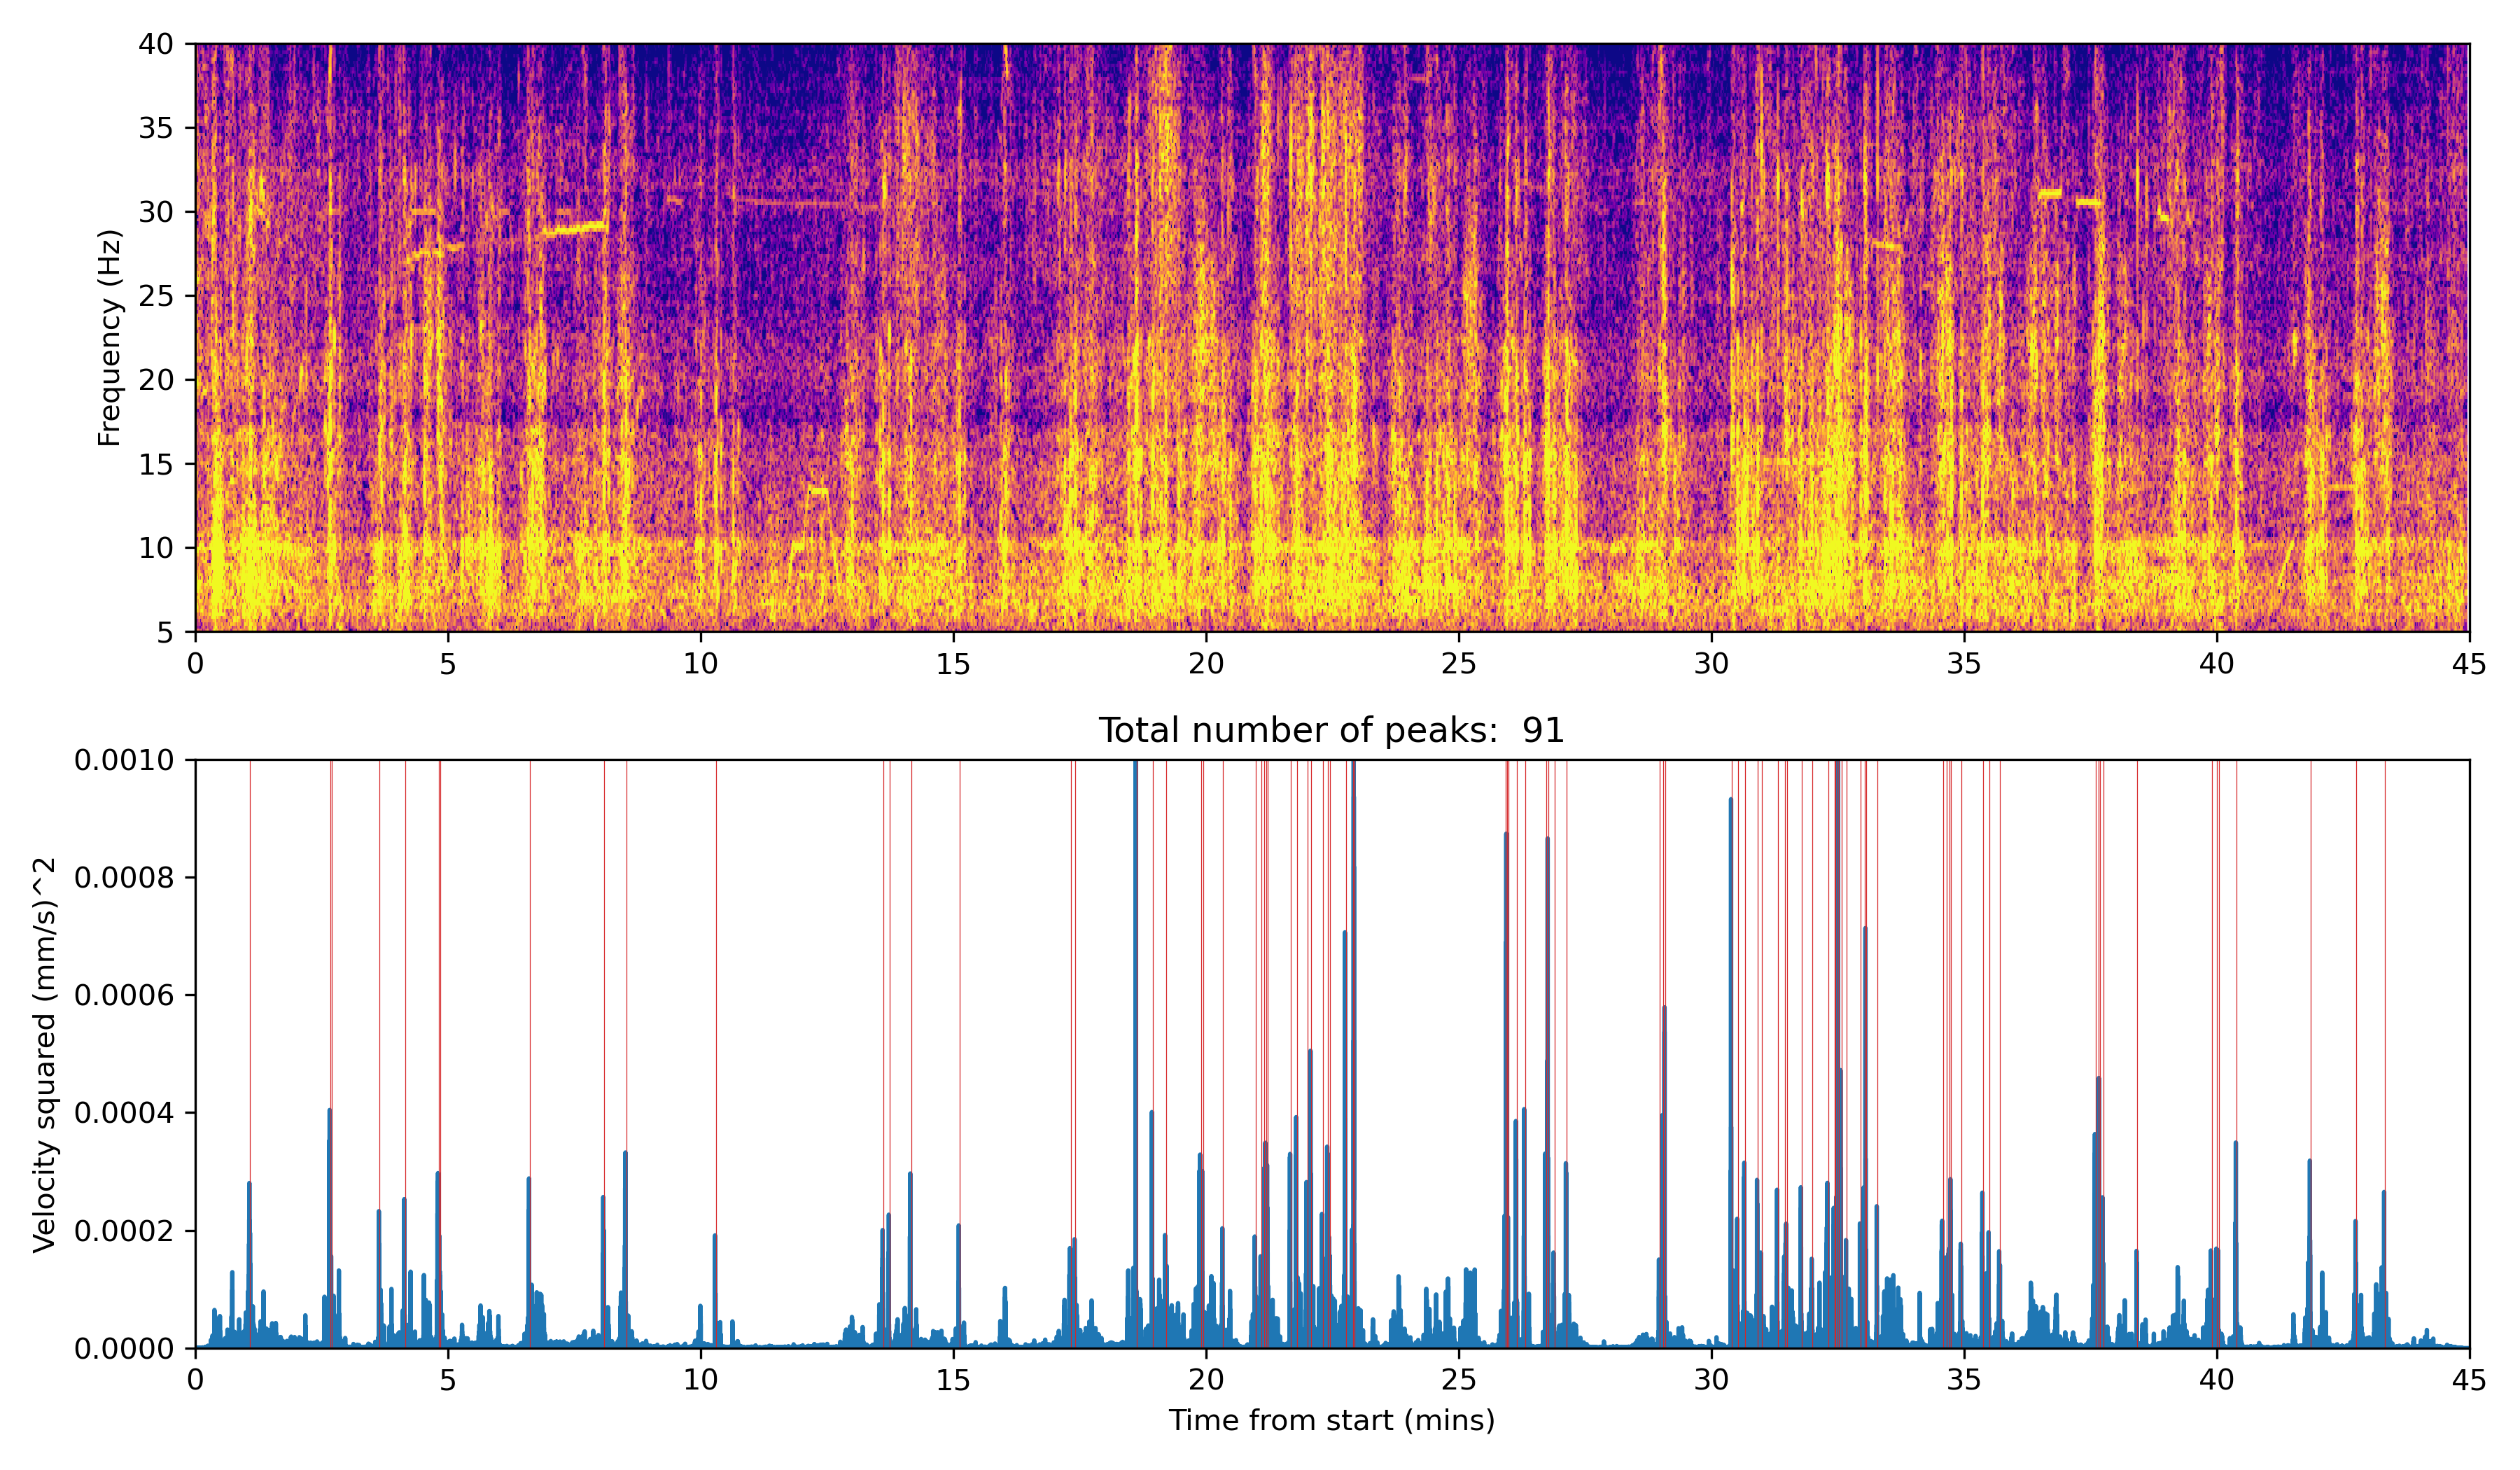 40
35
30
25
20
15
10
5
Frequency (Hz)
0 5 10 15 20 25 30 35 40 45
Total number of peaks:  91
0.0010
0.0008
0.0006
0.0004
0.0002
0.0000
Velocity squared (mm/s)^2
0 5 10 15 20 25 30 35 40 45
Time from start (mins)